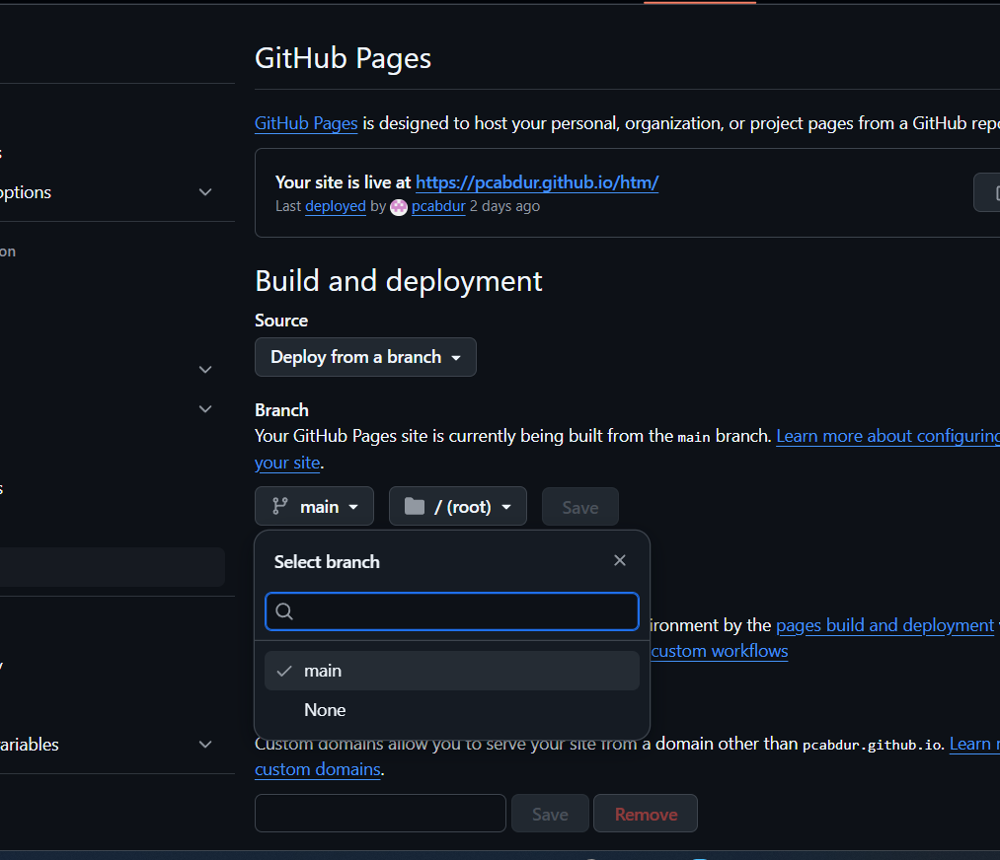 GitHub Pages
GitHub Pages is designed to host your personal, organization, or project pages from a GitHub repo
options
Your site is live at https://pcabdur.github.io/htm/
Last deployed by pcabdur 2 days ago
on
Build and deployment
Source
Deploy from a branch
Branch
Your GitHub Pages site is currently being built from the main branch. Learn more about configuring
your site.
main / (root) Save
Select branch
ironment by the pages build and deployment
custom workflows
main
None
ariables
Custom domains allow you to serve your site from a domain other than pcabdur.github.io. Learn
custom domains.
Save Remove